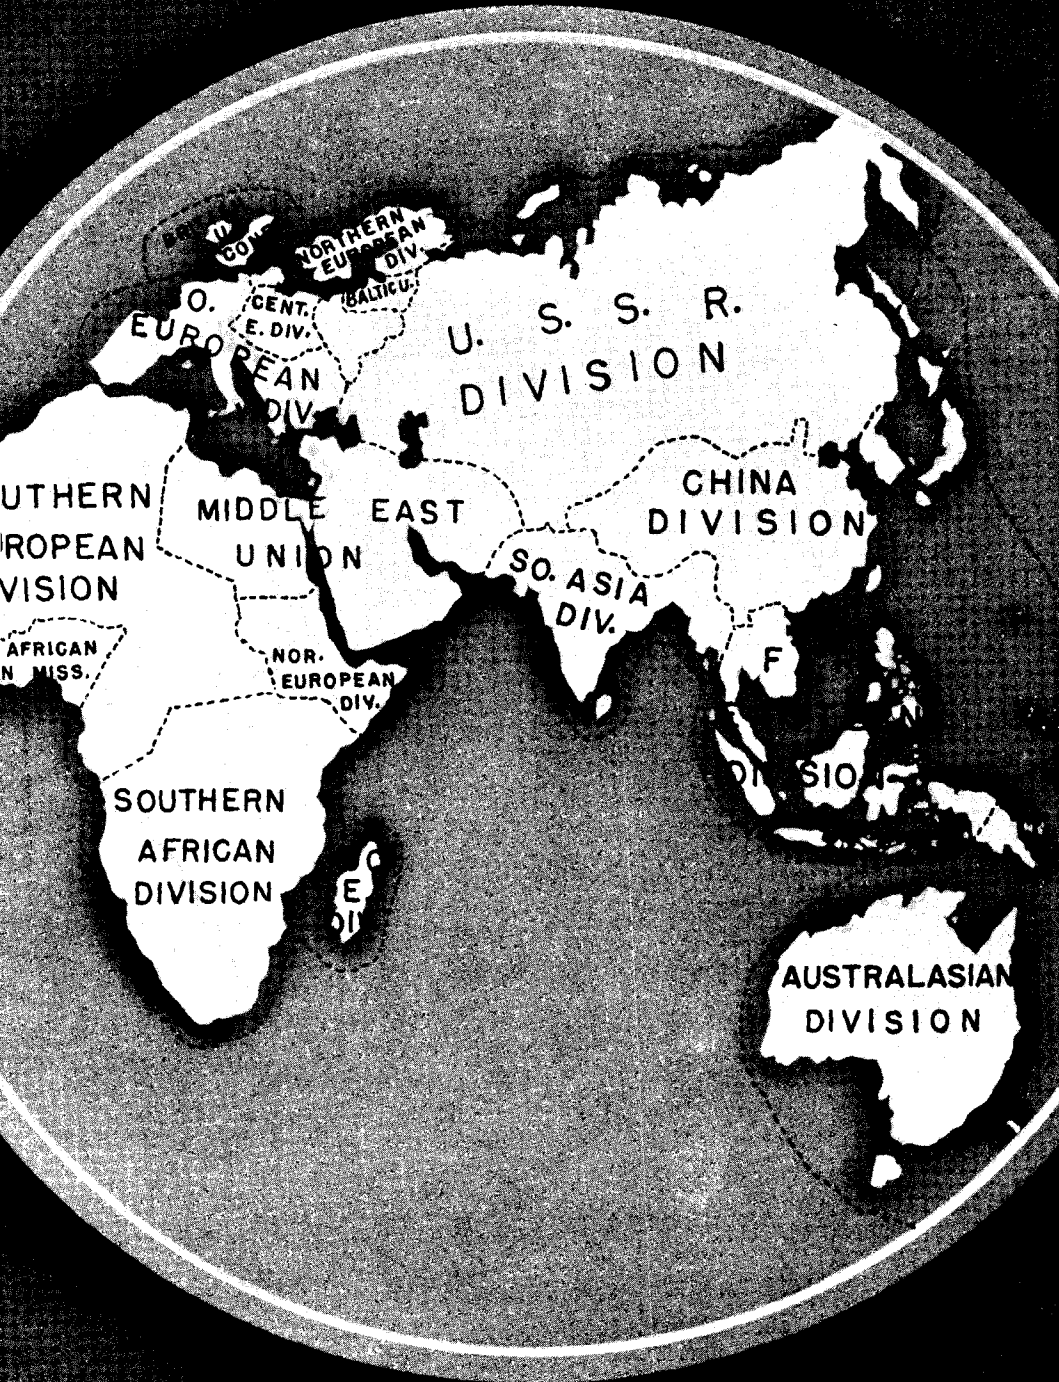 U.
NORTHERN
EUROPEAN
DIV.
BALTIC U.
CENT.
E. DIV.
O.
EUROPEAN
DIV.
U. S. S. R.
DIVISION
CHINA
DIVISION
MIDDLE EAST
UNION
SO. ASIA
DIV.
UTHERN
ROPEAN
VISION
AFRICAN
N MISS.
NOR.
EUROPEAN
DIV.
F
SOUTHERN
AFRICAN
DIVISION
E
AUSTRALASIAN
DIVISION